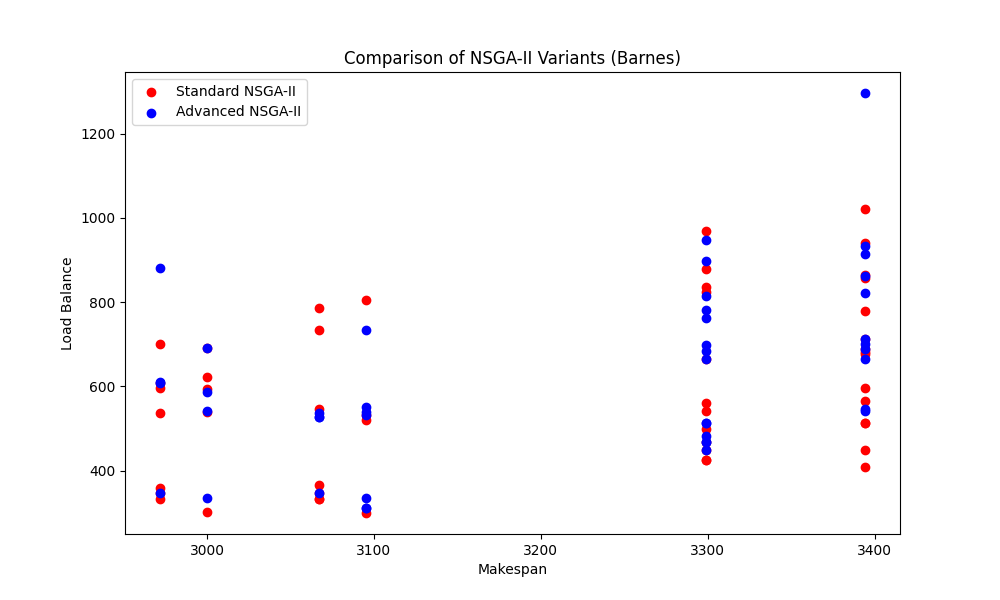 Comparison of NSGA-II Variants (Barnes)
Standard NSGA-II
Advanced NSGA-II
1200
1000
800
600
400
Load Balance
3000 3100 3200 3300 3400
Makespan